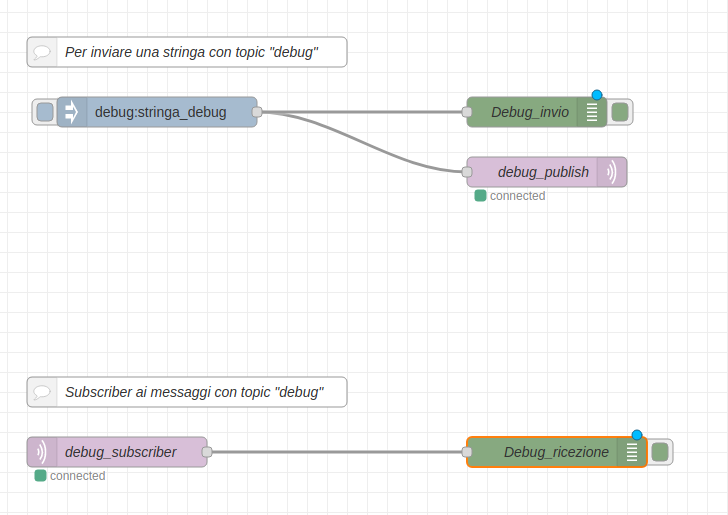 Per inviare una stringa con topic "debug"
debug:stringa_debug
Debug_invio
debug_publish
connected
Subscriber ai messaggi con topic "debug"
debug_subscriber
Debug_ricezione
connected